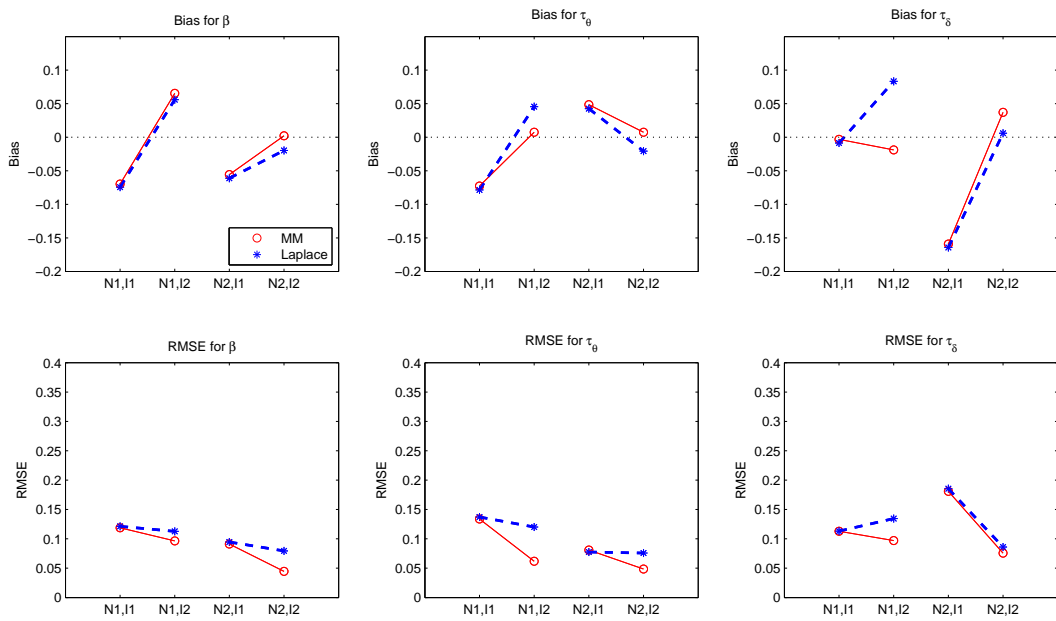 Bias for β
0.1
0.05
0
−0.05
−0.1
−0.15
−0.2
Bias
MM
Laplace
N1,I1 N1,I2 N2,I1 N2,I2
Bias for τθ
0.1
0.05
0
−0.05
−0.1
−0.15
−0.2
Bias
N1,I1 N1,I2 N2,I1 N2,I2
Bias for τδ
0.1
0.05
0
−0.05
−0.1
−0.15
−0.2
Bias
N1,I1 N1,I2 N2,I1 N2,I2
RMSE for β
0.4
0.35
0.3
0.25
0.2
0.15
0.1
0.05
0
RMSE
N1,I1 N1,I2 N2,I1 N2,I2
RMSE for τθ
0.4
0.35
0.3
0.25
0.2
0.15
0.1
0.05
0
RMSE
N1,I1 N1,I2 N2,I1 N2,I2
RMSE for τδ
0.4
0.35
0.3
0.25
0.2
0.15
0.1
0.05
0
RMSE
N1,I1 N1,I2 N2,I1 N2,I2